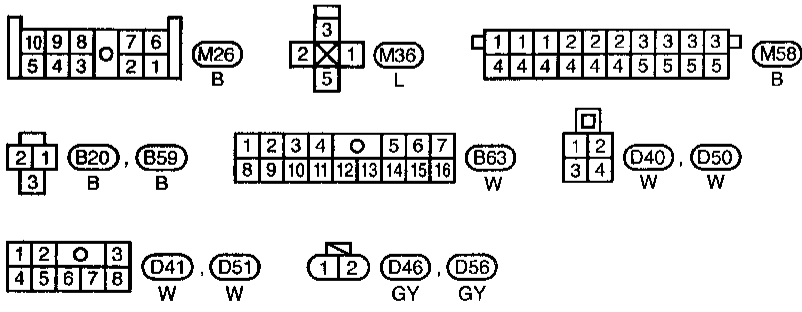 10 9 8 7 6 M26
5 4 3 2 1 B
3
2 1 M36
5 L
1 1 1 2 2 2 3 3 3 3 M58
4 4 4 4 4 4 5 5 5 5 B
2 1 B20 , B59
3 B B
1 2 3 4 5 6 7 B63
8 9 10 11 12 13 14 15 16 W
1 2 D40 , D50
3 4 W W
1 2 3 D41 , D51
4 5 6 7 8 W W
1 2 D46 , D56
GY GY